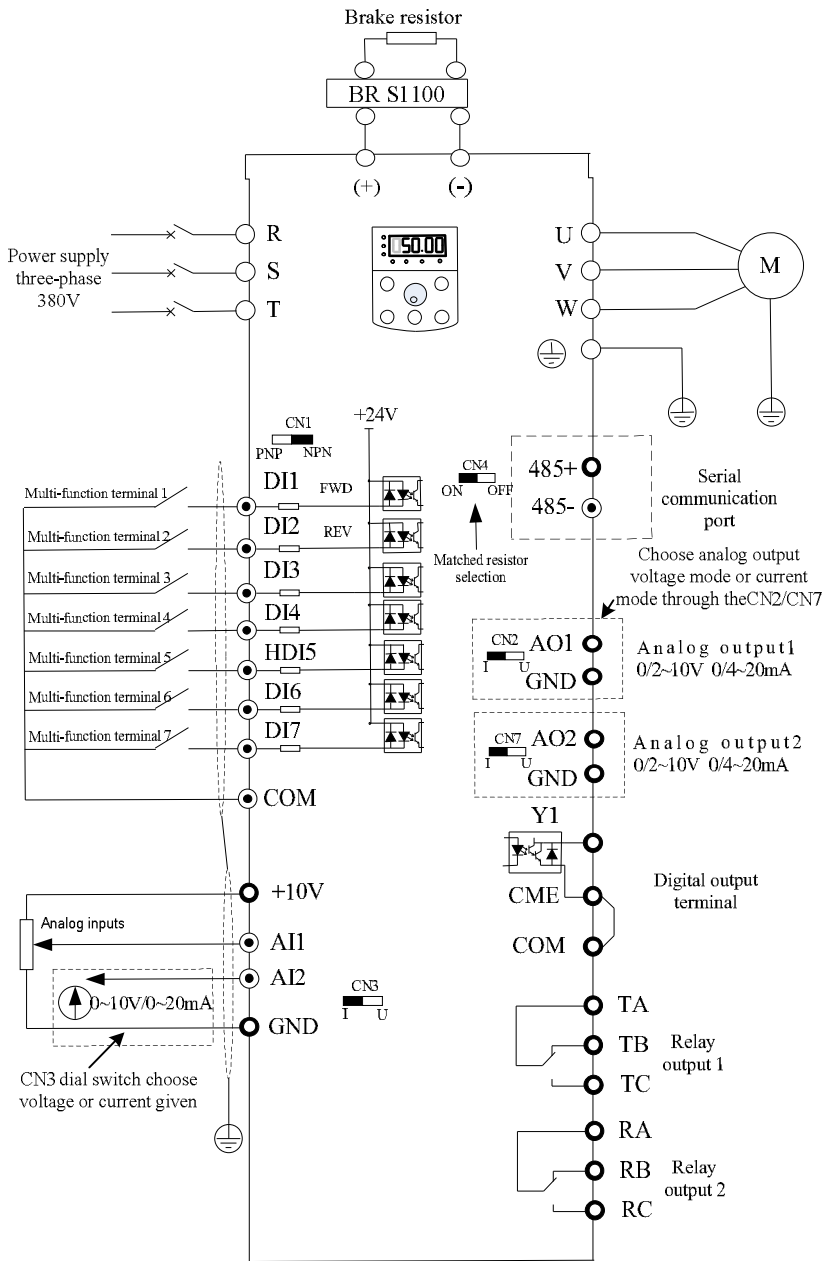 Brake resistor
BR S1100
(+)
(-)
R
S
T
Power supply
three-phase
380V
50.00
U
V
W
M
CN1
PNP
NPN
+24V
DI1
FWD
DI2
REV
DI3
DI4
HDI5
DI6
DI7
COM
Multi-function terminal 1
Multi-function terminal 2
Multi-function terminal 3
Multi-function terminal 4
Multi-function terminal 5
Multi-function terminal 6
Multi-function terminal 7
CN4
ON
OFF
Matched resistor
selection
485+
485-
Serial
communication
port
Choose analog output
voltage mode or current
mode through theCN2/CN7
CN2
I
U
AO1
GND
Analog output1
0/2~10V 0/4~20mA
CN7
I
U
AO2
GND
Analog output2
0/2~10V 0/4~20mA
Y1
CME
COM
Digital output
terminal
+10V
Analog inputs
AI1
AI2
0~10V/0~20mA
GND
CN3
I
U
CN3 dial switch choose
voltage or current given
TA
TB
TC
Relay
output 1
RA
RB
RC
Relay
output 2